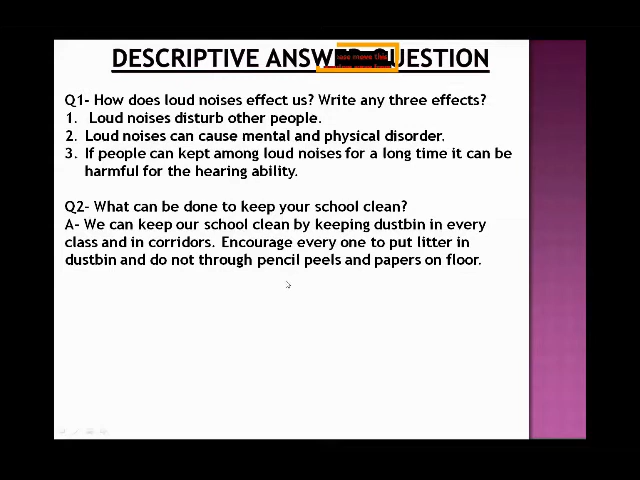 DESCRIPTIVE ANSWER QUESTION
Q1- How does loud noises effect us? Write any three effects?
1. Loud noises disturb other people.
2. Loud noises can cause mental and physical disorder.
3. If people can kept among loud noises for a long time it can be
harmful for the hearing ability.
Q2- What can be done to keep your school clean?
A- We can keep our school clean by keeping dustbin in every
class and in corridors. Encourage every one to put litter in
dustbin and do not through pencil peels and papers on floor.